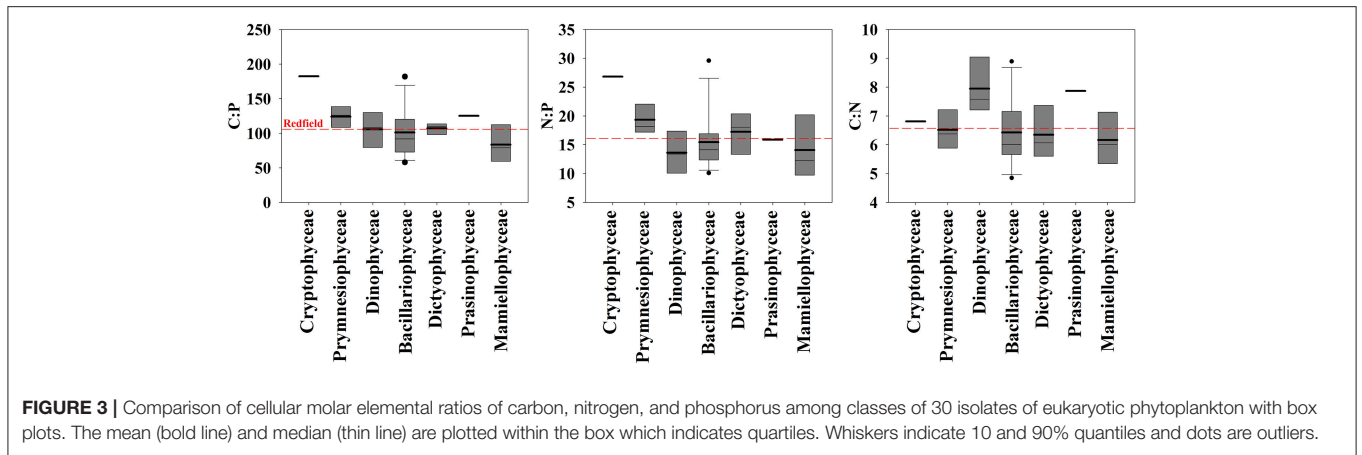 C:P
250
200
150
100
50
0
Redfield
Cryptophyceae
Prymnesiophyceae
Dinophyceae
Bacillariophyceae
Dictyopheceae
Prasinophyceae
Mamiellophyceae
N:P
35
30
25
20
15
10
5
Cryptophyceae
Prymnesiophyceae
Dinophyceae
Bacillariophyceae
Dictyopheceae
Prasinophyceae
Mamiellophyceae
C:N
10
9
8
7
6
5
4
Cryptophyceae
Prymnesiophyceae
Dinophyceae
Bacillariophyceae
Dictyopheceae
Prasinophyceae
Mamiellophyceae
FIGURE 3 | Comparison of cellular molar elemental ratios of carbon, nitrogen, and phosphorus among classes of 30 isolates of eukaryotic phytoplankton with box
plots. The mean (bold line) and median (thin line) are plotted within the box which indicates quartiles. Whiskers indicate 10 and 90% quantiles and dots are outliers.